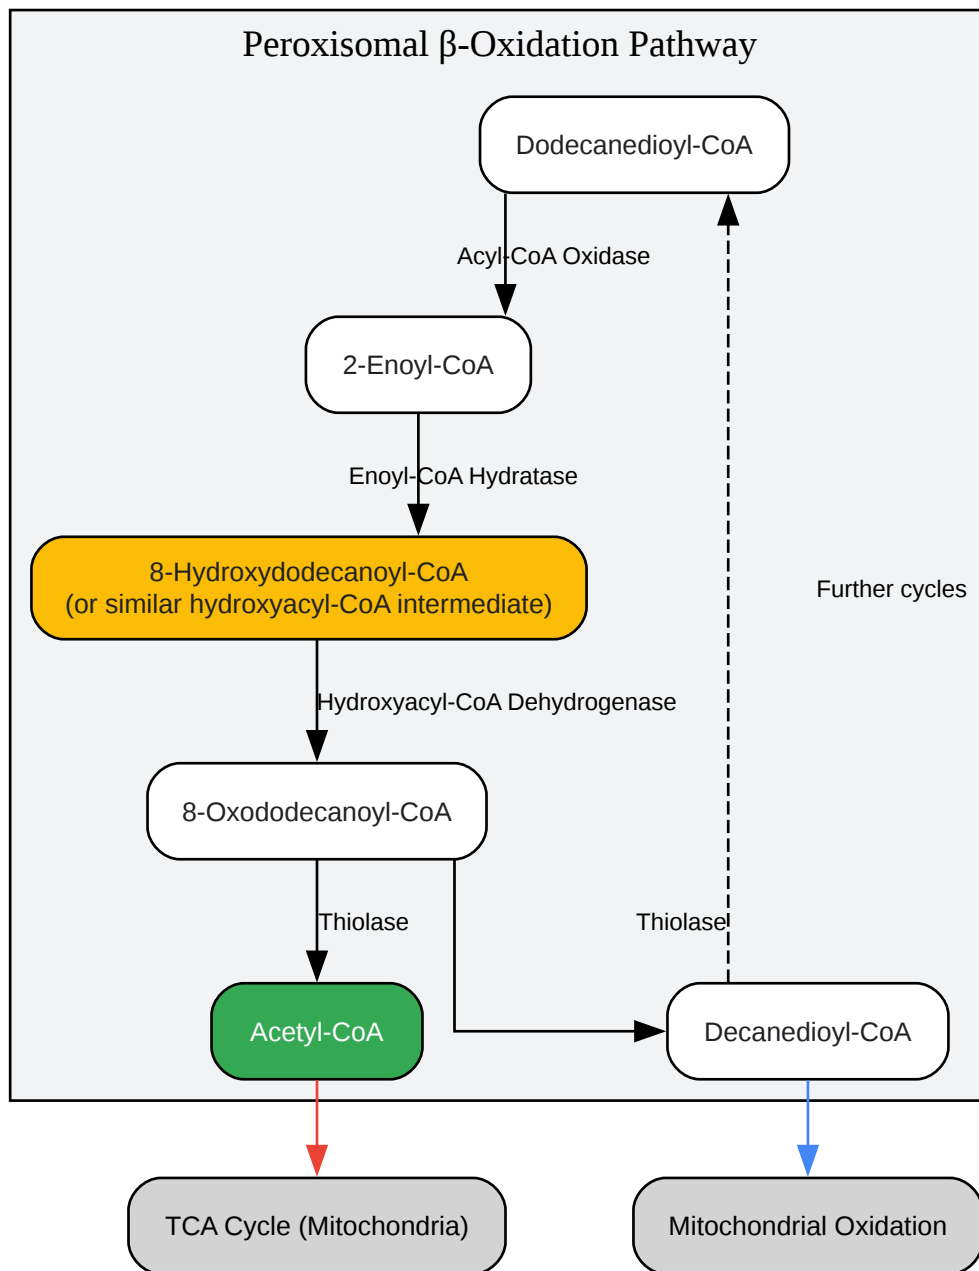 Peroxisomal β-Oxidation Pathway
Dodecanedioyl-CoA
Acyl-CoA Oxidase
2-Enoyl-CoA
Enoyl-CoA Hydratase
8-Hydroxydodecanoyl-CoA
(or similar hydroxyacyl-CoA intermediate)
Further cycles
Hydroxyacyl-CoA Dehydrogenase
8-Oxododecanoyl-CoA
Thiolase
Thiolase
Acetyl-CoA
Decanedioyl-CoA
TCA Cycle (Mitochondria)
Mitochondrial Oxidation